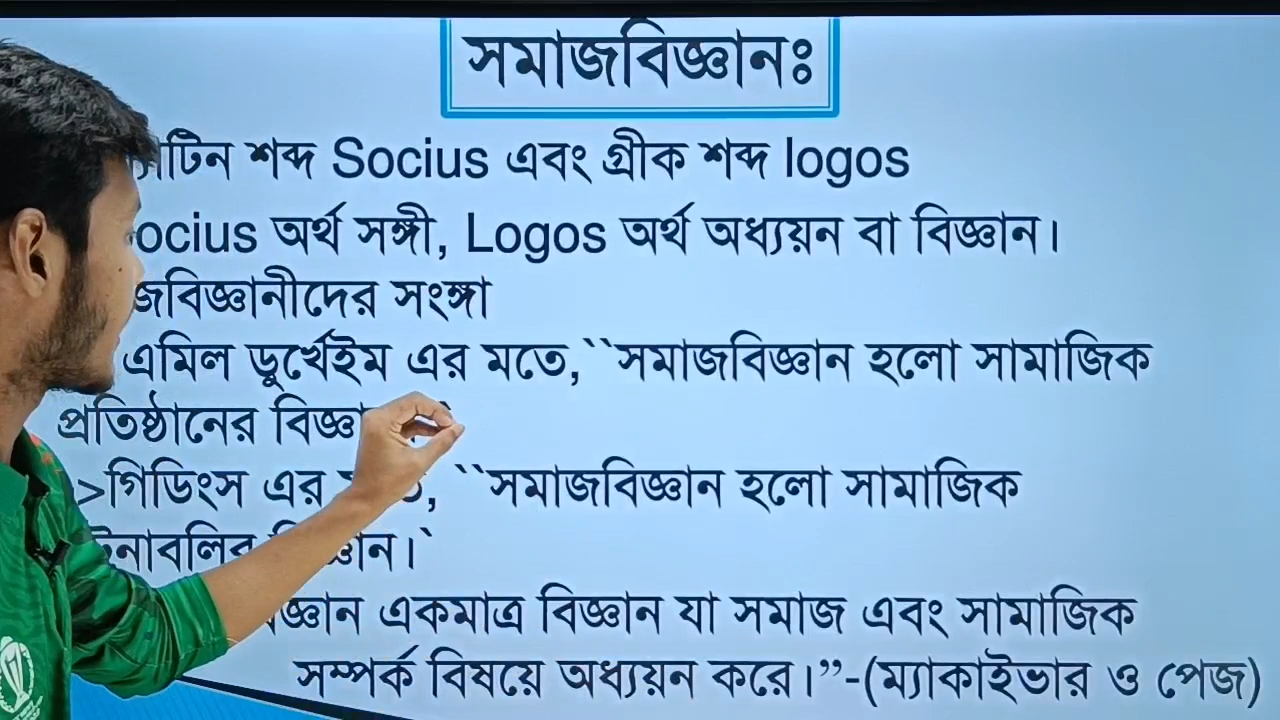 সমাজবিজ্ঞানঃ
শব্দ Socius এবং গ্রীক শব্দ logos
অর্থ সঙ্গী, Logos অর্থ অধ্যয়ন বা বিজ্ঞান।
সংঙ্গা
এমিল ডুর্খেইম এর মতে,``সমাজবিজ্ঞান হলো সামাজিক
প্রতিষ্ঠানের
>গিডিংস এর ``সমাজবিজ্ঞান হলো সামাজিক
একমাত্র বিজ্ঞান যা সমাজ এবং সামাজিক
সম্পর্ক বিষয়ে অধ্যয়ন করে।”-(ম্যাকাইভার ও পেজ)